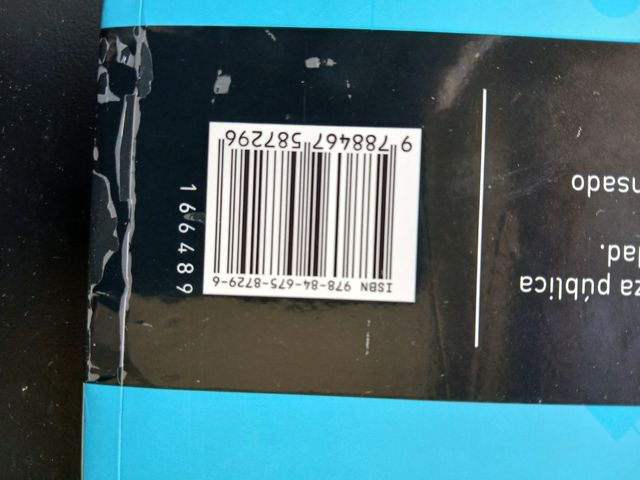 za pública
dad.
nsado
ISBN 978-84-675-8729-6
9 788467 587296
166489